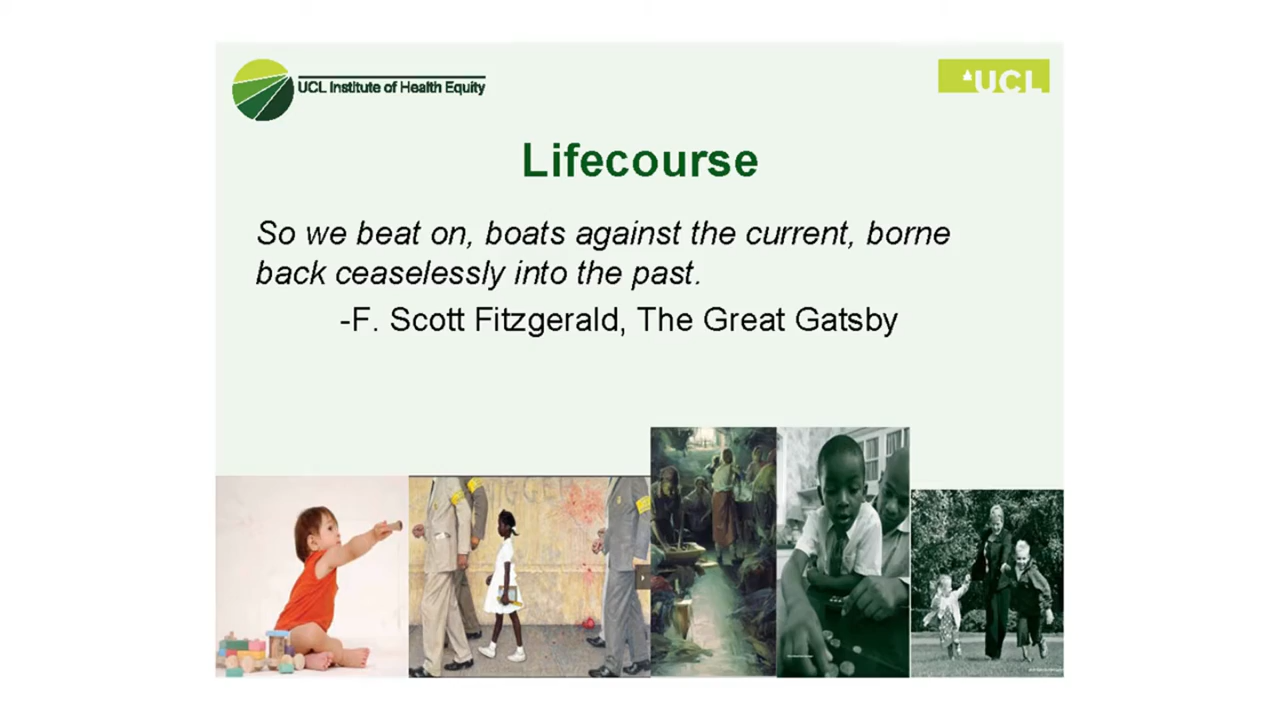 UCL Institute of Health Equity
UCL
Lifecourse
So we beat on, boats against the current, borne
back ceaselessly into the past.
-F. Scott Fitzgerald, The Great Gatsby